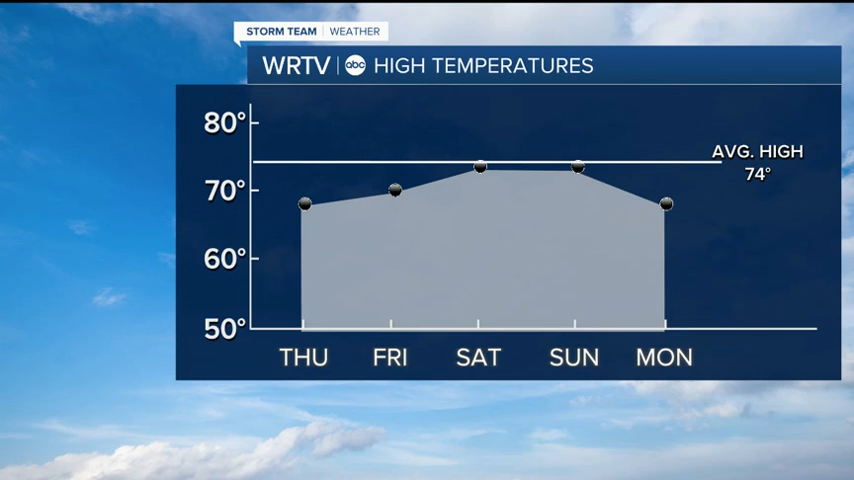 STORM TEAM WEATHER
WRTV abc HIGH TEMPERATURES
80°
AVG. HIGH
74°
70°
60°
50°
THU FRI SAT SUN MON